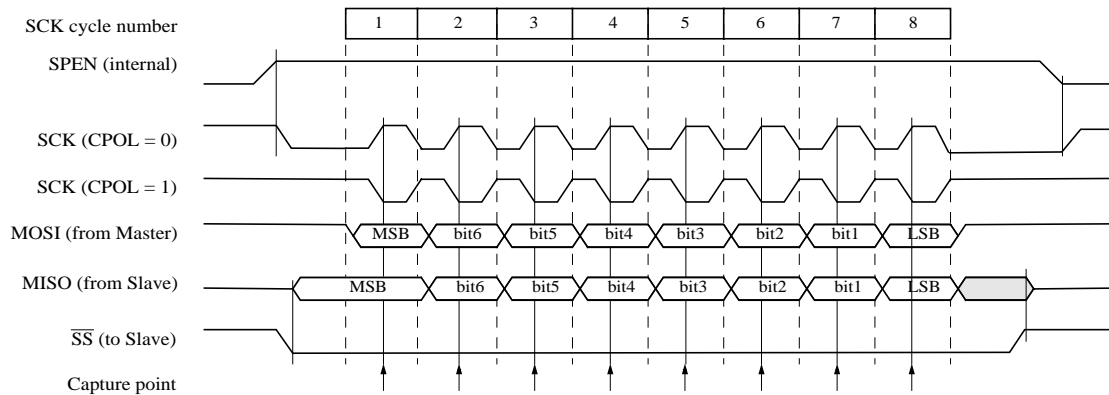 SCK cycle number 1 2 3 4 5 6 7 8
SPEN (internal)
SCK (CPOL = 0)
SCK (CPOL = 1)
MOSI (from Master) MSB bit6 bit5 bit4 bit3 bit2 bit1 LSB
MISO (from Slave) MSB bit6 bit5 bit4 bit3 bit2 bit1 LSB
SS (to Slave)
Capture point